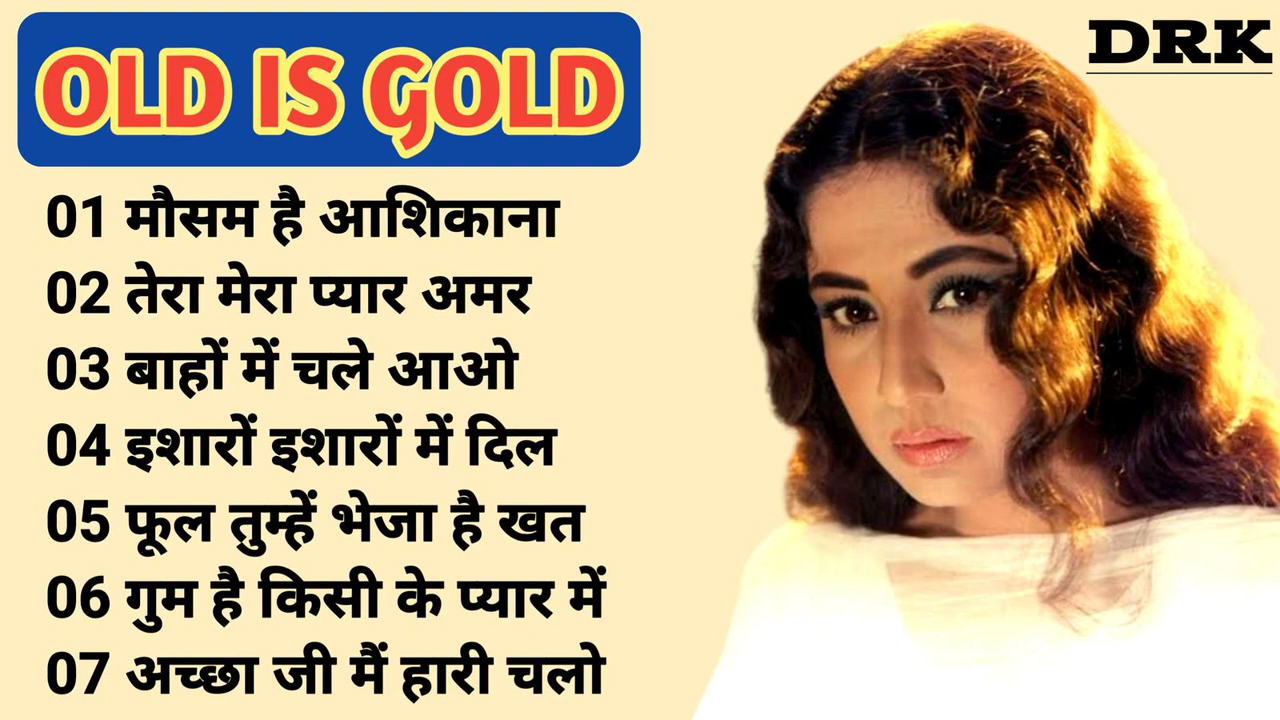 OLD IS GOLD
DRK
01 मौसम है आशिकाना
02 तेरा मेरा प्यार अमर
03 बाहों में चले आओ
04 इशारों इशारों में दिल
05 फूल तुम्हें भेजा है खत
06 गुम है किसी के प्यार में
07 अच्छा जी मैं हारी चलो